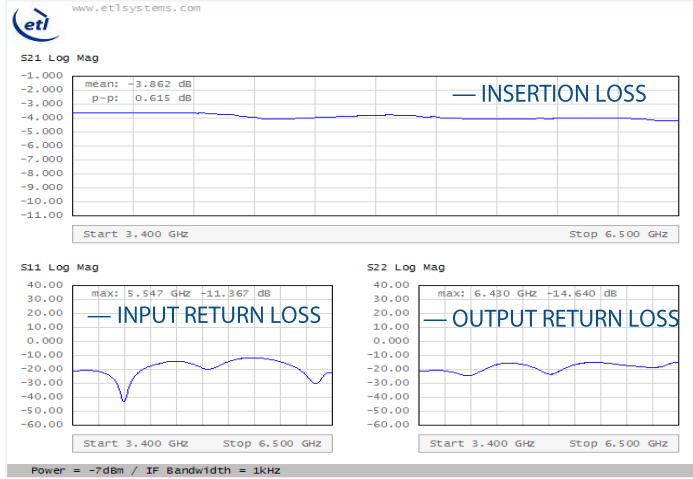 etl
www.etlsystems.com
S21 Log Mag
-1.000
-2.000
-3.000
-4.000
-5.000
-6.000
-7.000
-8.000
-9.000
-10.00
-11.00
mean: -3.862 dB
p-p: 0.615 dB
— INSERTION LOSS
Start 3.400 GHz Stop 6.500 GHz
S11 Log Mag
40.00
30.00
20.00
10.00
0.000
-10.00
-20.00
-30.00
-40.00
-50.00
-60.00
max: 5.547 GHz -11.367 dB
— INPUT RETURN LOSS
Start 3.400 GHz Stop 6.500 GHz
S22 Log Mag
40.00
30.00
20.00
10.00
0.000
-10.00
-20.00
-30.00
-40.00
-50.00
-60.00
max: 6.430 GHz -14.640 dB
— OUTPUT RETURN LOSS
Start 3.400 GHz Stop 6.500 GHz
Power = -7dBm / IF Bandwidth = 1kHz